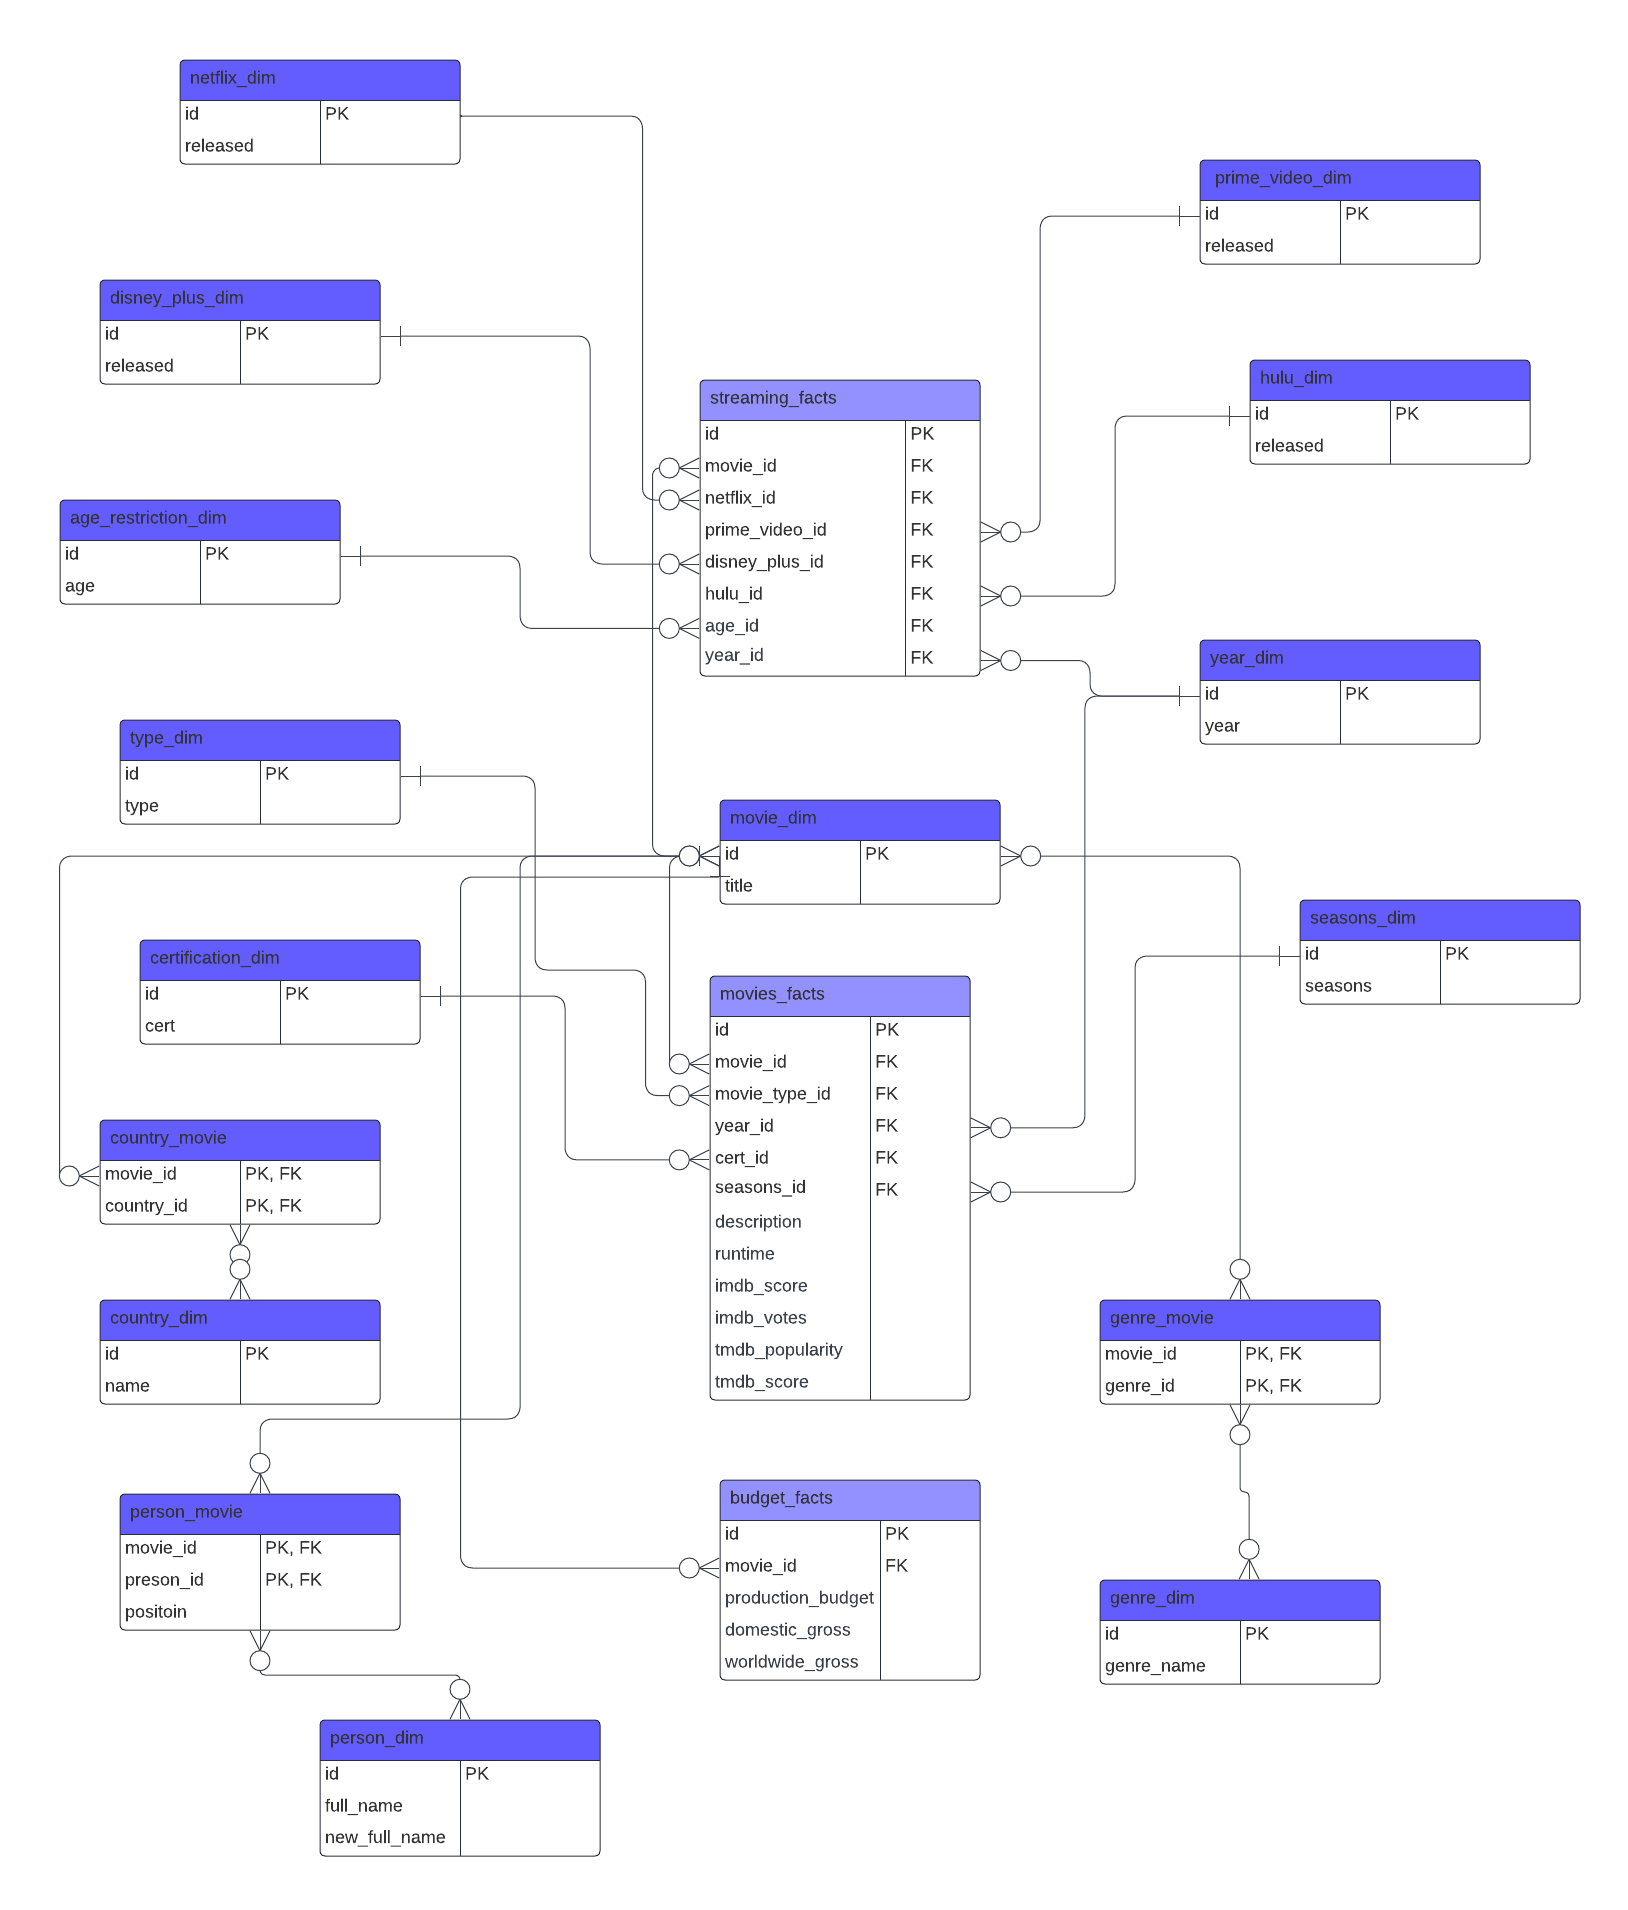 netflix_dim
id PK
released
prime_video_dim
id PK
released
disney_plus_dim
id PK
released
hulu_dim
id PK
released
streaming_facts
id PK
movie_id FK
netflix_id FK
prime_video_id FK
disney_plus_id FK
hulu_id FK
age_id FK
year_id FK
age_restriction_dim
id PK
age
year_dim
id PK
year
type_dim
id PK
type
movie_dim
id PK
title
seasons_dim
id PK
seasons
certification_dim
id PK
cert
movies_facts
id PK
movie_id FK
movie_type_id FK
year_id FK
cert_id FK
seasons_id FK
description
runtime
imdb_score
imdb_votes
tmdb_popularity
tmdb_score
country_movie
movie_id PK, FK
country_id PK, FK
country_dim
id PK
name
genre_movie
movie_id PK, FK
genre_id PK, FK
person_movie
movie_id PK, FK
preson_id PK, FK
positoin
budget_facts
id PK
movie_id FK
production_budget
domestic_gross
worldwide_gross
genre_dim
id PK
genre_name
person_dim
id PK
full_name
new_full_name